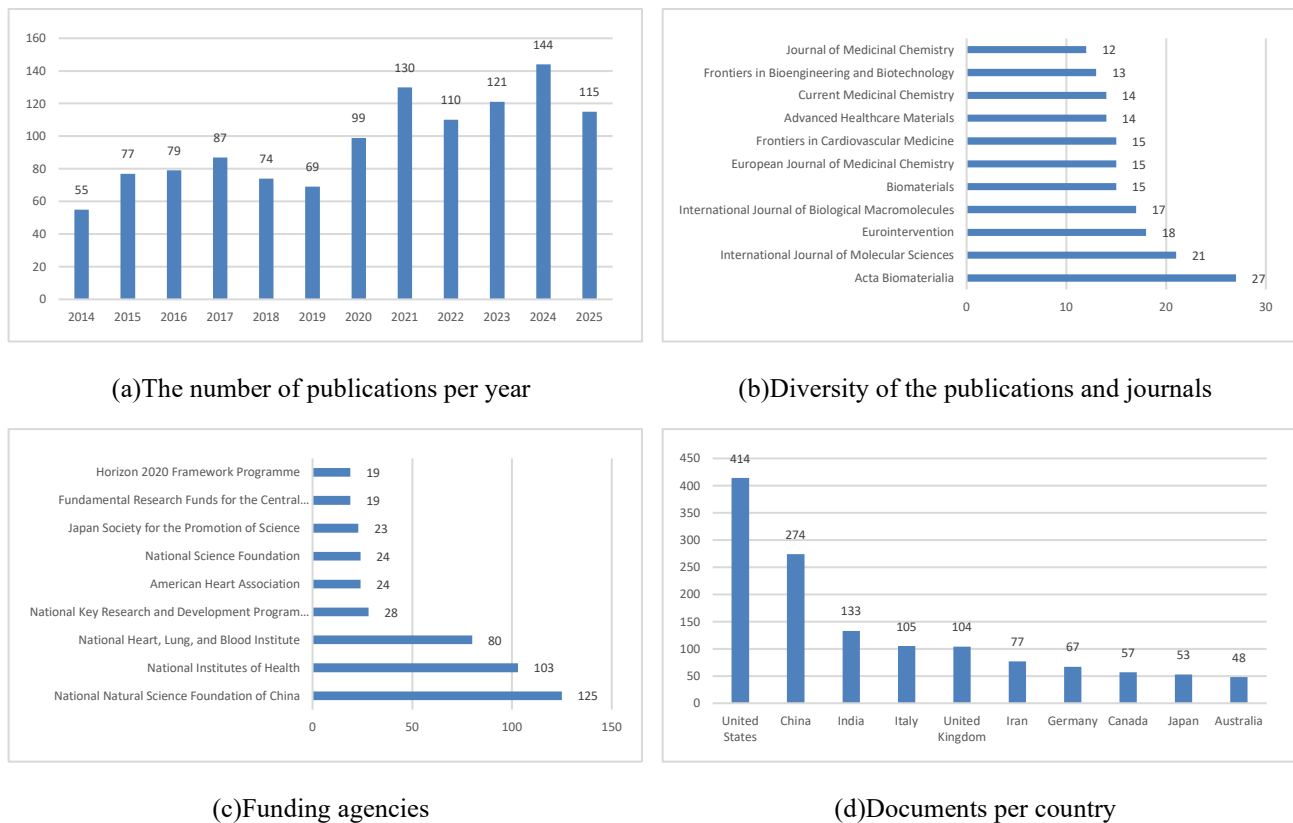 160
140
120
100
80
60
40
20
0
55
77
79
87
74
69
99
130
110
121
144
115
2014 2015 2016 2017 2018 2019 2020 2021 2022 2023 2024 2025
(a)The number of publications per year
Journal of Medicinal Chemistry 12
Frontiers in Bioengineering and Biotechnology 13
Current Medicinal Chemistry 14
Advanced Healthcare Materials 14
Frontiers in Cardiovascular Medicine 15
European Journal of Medicinal Chemistry 15
Biomaterials 15
International Journal of Biological Macromolecules 17
Eurointervention 18
International Journal of Molecular Sciences 21
Acta Biomaterialia 27
0 10 20 30
(b)Diversity of the publications and journals
Horizon 2020 Framework Programme 19
Fundamental Research Funds for the Central... 19
Japan Society for the Promotion of Science 23
National Science Foundation 24
American Heart Association 24
National Key Research and Development Program... 28
National Heart, Lung, and Blood Institute 80
National Institutes of Health 103
National Natural Science Foundation of China 125
0 50 100 150
(c)Funding agencies
450
400
350
300
250
200
150
100
50
0
414
274
133
105
104
77
67
57
53
48
United States
China
India
Italy
United Kingdom
Iran
Germany
Canada
Japan
Australia
(d)Documents per country